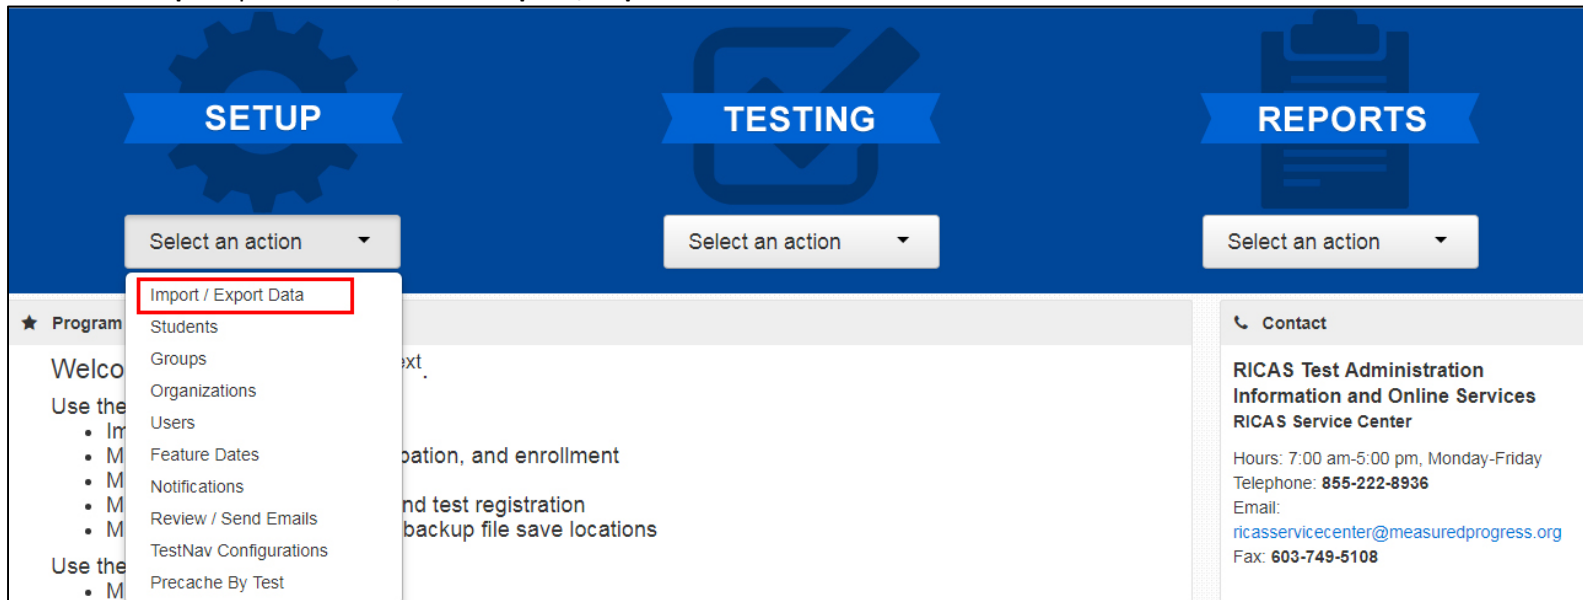 SETUP
TESTING
REPORTS
Select an action
Select an action
Select an action
Import / Export Data
Students
Groups
Organizations
Users
Feature Dates
Notifications
Review / Send Emails
TestNav Configurations
Precache By Test
Program
Welco
ext.
Use the
Im
M
pation, and enrollment
M
M
nd test registration
M
backup file save locations
Use the
M
Contact
RICAS Test Administration
Information and Online Services
RICAS Service Center
Hours: 7:00 am-5:00 pm, Monday-Friday
Telephone: 855-222-8936
Email:
ricasservicecenter@measuredprogress.org
Fax: 603-749-5108